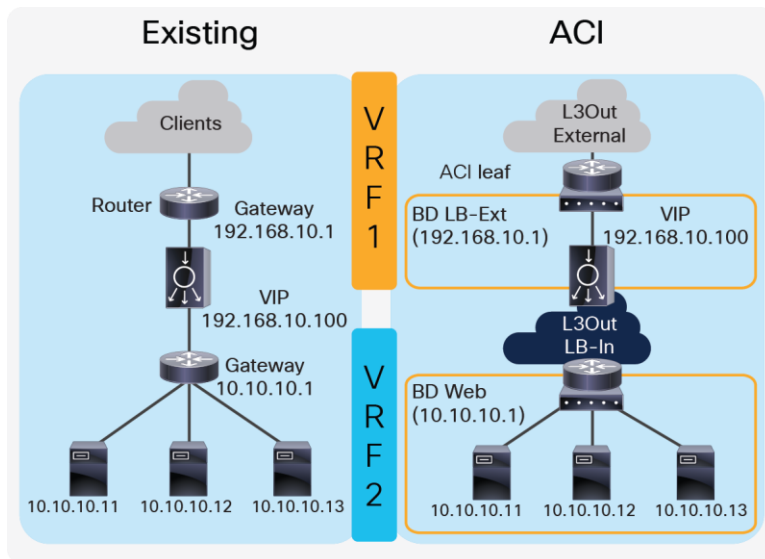 Existing
ACI
Clients
Router
Gateway
192.168.10.1
VIP
192.168.10.100
Gateway
10.10.10.1
10.10.10.11
10.10.10.12
10.10.10.13
VRF1
VRF2
L3Out
External
ACI leaf
BD LB-Ext
(192.168.10.1)
VIP
192.168.10.100
L3Out
LB-In
BD Web
(10.10.10.1)
10.10.10.11
10.10.10.12
10.10.10.13